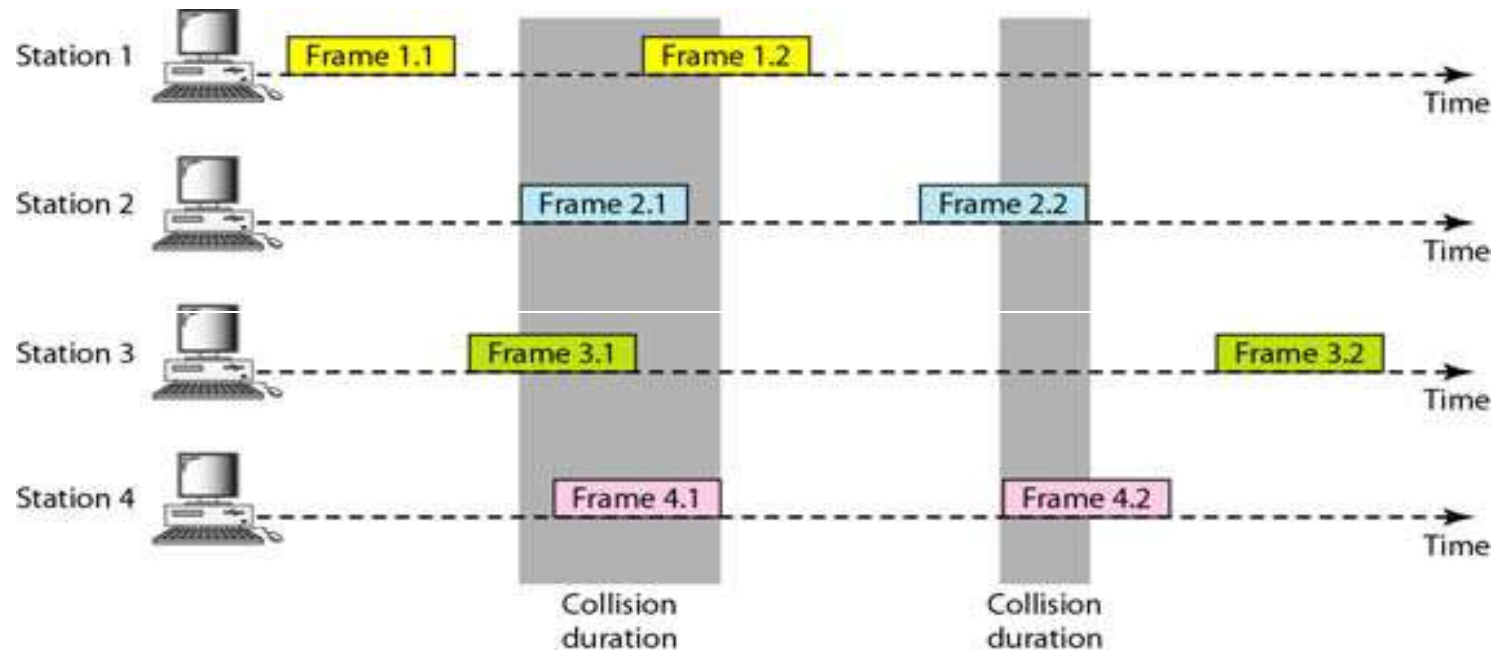 Station 1
Frame 1.1
Frame 1.2
Time
Station 2
Frame 2.1
Frame 2.2
Time
Station 3
Frame 3.1
Frame 3.2
Time
Station 4
Frame 4.1
Frame 4.2
Time
Collision
duration
Collision
duration